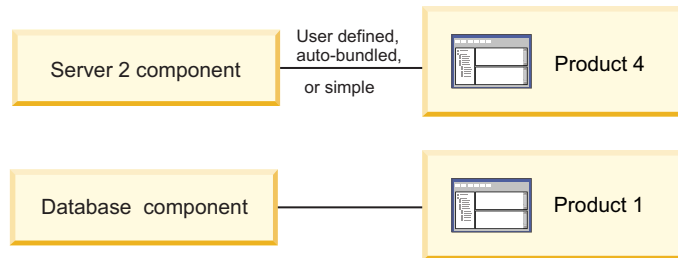 Server 2 component
User defined,
auto-bundled,
or simple
Product 4
Database component
Product 1